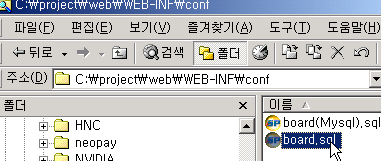 C:₩project₩web₩WEB-INF₩conf
파일(F) 편집(E) 보기(V) 즐겨찾기(A) 도구(T) 도움말(H)
뒤로 검색 폴더
주소(D) C:₩project₩web₩WEB-INF₩conf
폴더 × 이름
HNC board(Mysql),sql
neopay board,sql
NVIDIA